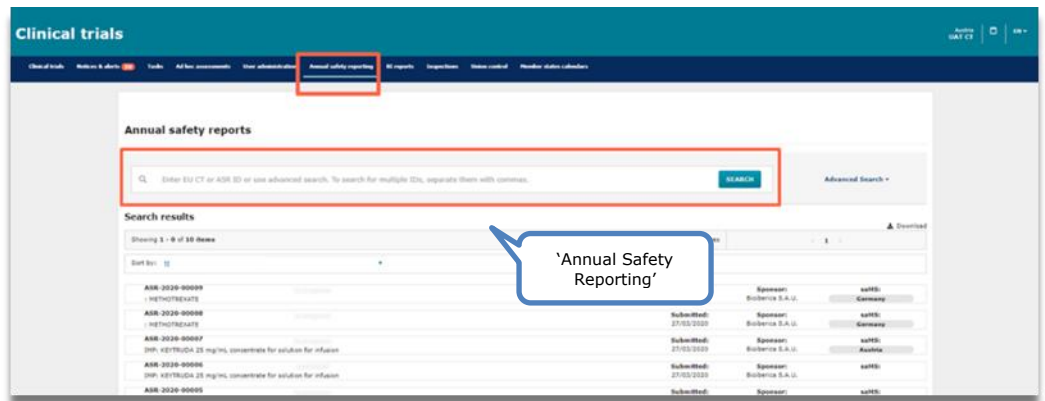 Clinical trials
Austria
UAT CT
EN
Clinical trials Notices & alerts Tasks Ad hoc assessments User administration Annual safety reporting RI reports Inspections Union control Member states calendars
Annual safety reports
Enter EU CT or ASR ID or use advanced search. To search for multiple IDs, separate them with commas.
SEARCH
Advanced Search
Search results
Download
Showing 1 - 0 of 10 items
1
Sort by:
‘Annual Safety
Reporting’
ASR-2020-00009 Sponsor: saMS:
: METHOTREXATE Bioiberica S.A.U. Germany
ASR-2020-00008 Submitted: Sponsor: saMS:
: METHOTREXATE 27/03/2020 Bioiberica S.A.U. Germany
ASR-2020-00007 Submitted: Sponsor: saMS:
IMP: KEYTRUDA 25 mg/mL concentrate for solution for infusion 27/03/2020 Bioiberica S.A.U. Austria
ASR-2020-00006 Submitted: Sponsor: saMS:
IMP: KEYTRUDA 25 mg/mL concentrate for solution for infusion 27/03/2020 Bioiberica S.A.U.
ASR-2020-00005 Submitted: Sponsor: saMS: